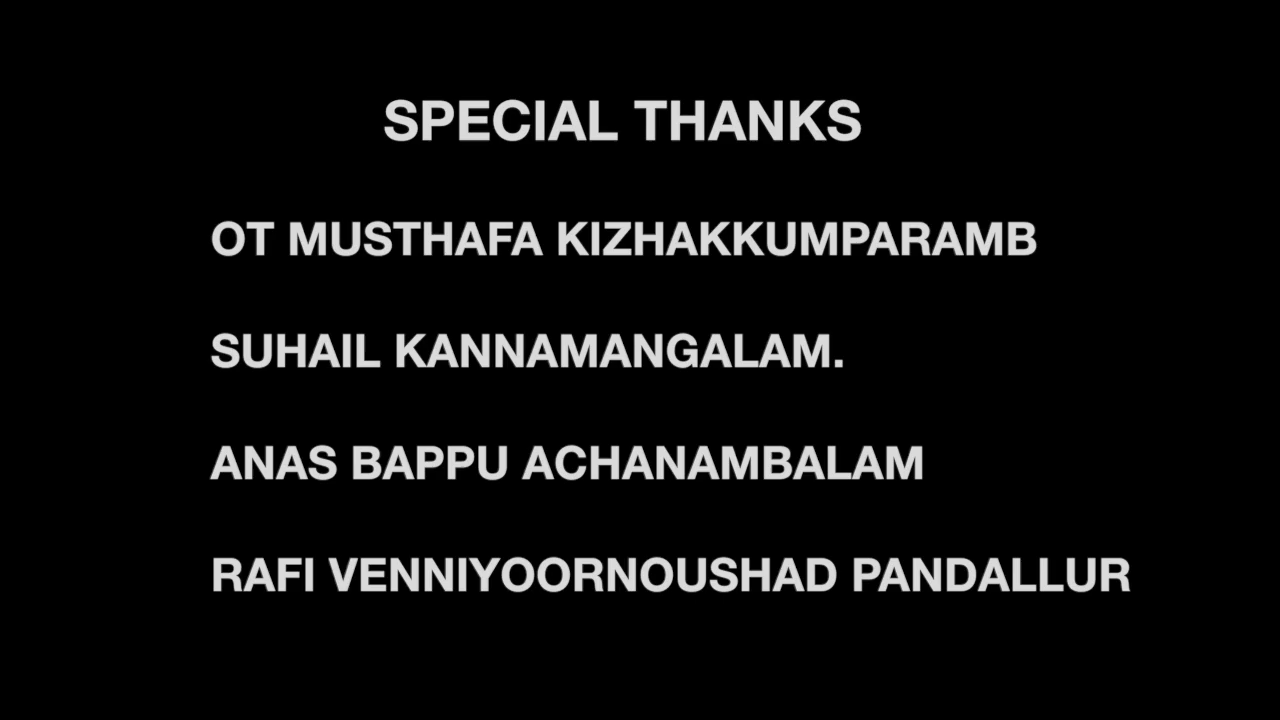 SPECIAL THANKS
OT MUSTHAFA KIZHAKKUMPARAMB
SUHAIL KANNAMANGALAM.
ANAS BAPPU ACHANAMBALAM
RAFI VENNIYOORNOUSHAD PANDALLUR